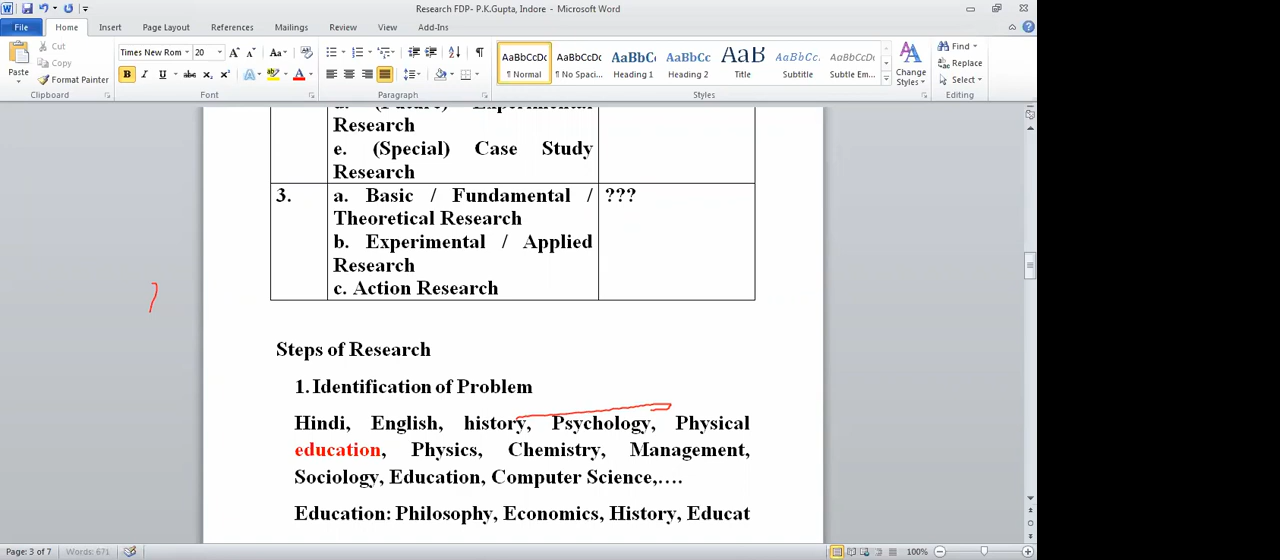 Research FDP- P.K.Gupta, Indore - Microsoft Word
File Home Insert Page Layout References Mailings Review View Add-Ins
Paste
Cut
Copy
Format Painter
Clipboard
Times New Rom 20
Font
Paragraph
AaBbCcDc AaBbCcDc AaBbC AaBbCc AaB AaBbCc. AaBbCcDc
¶ Normal ¶ No Spaci... Heading 1 Heading 2 Title Subtitle Subtle Em...
Styles
Change Styles
Find
Replace
Select
Editing
d. (Future) Experimental
Research
e. (Special) Case Study
Research
3. a. Basic / Fundamental / ???
Theoretical Research
b. Experimental / Applied
Research
c. Action Research
Steps of Research
1. Identification of Problem
Hindi, English, history, Psychology, Physical
education, Physics, Chemistry, Management,
Sociology, Education, Computer Science,....
Education: Philosophy, Economics, History, Educat
Page: 3 of 7 Words: 671 100%